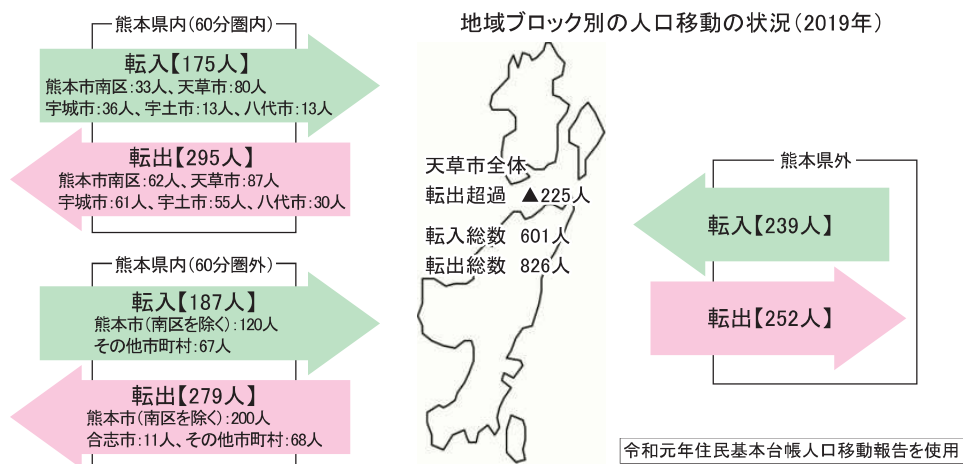 地域ブロック別の人口移動の状況(2019年)
熊本県内(60分圏内)
転入【175人】
熊本市南区:33人、天草市:80人
宇城市:36人、宇土市:13人、八代市:13人
転出【295人】
熊本市南区:62人、天草市:87人
宇城市:61人、宇土市:55人、八代市:30人
熊本県内(60分圏外)
転入【187人】
熊本市(南区を除く):120人
その他市町村:67人
転出【279人】
熊本市(南区を除く):200人
合志市:11人、その他市町村:68人
天草市全体
転出超過 ▲225人
転入総数 601人
転出総数 826人
熊本県外
転入【239人】
転出【252人】
令和元年住民基本台帳人口移動報告を使用